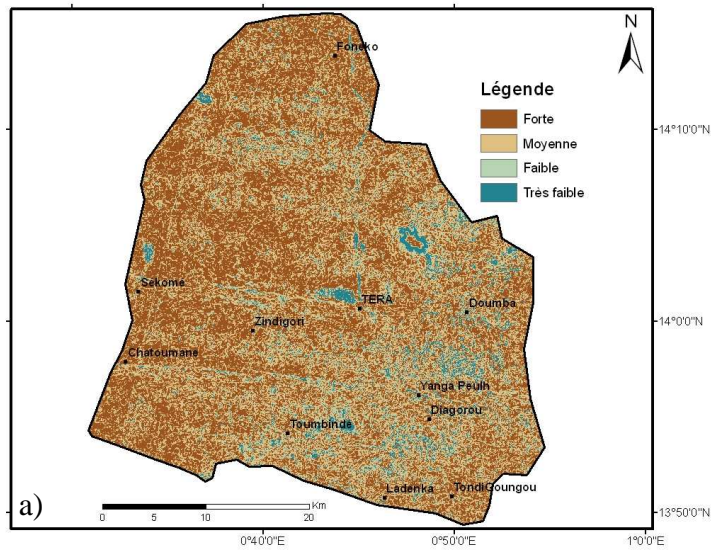 Foneko
N
Légende
Forte
Moyenne
Faible
Très faible
14°10'0"N
Sekome
TERA
Doumba
Zindigori
14°0'0"N
Chatoumane
Yanga Peulh
Diagorou
Toumbindé
Ladenka
TondiGoungou
a)
Km
0 5 10 20
13°50'0"N
0°40'0"E
0°50'0"E
1°0'0"E